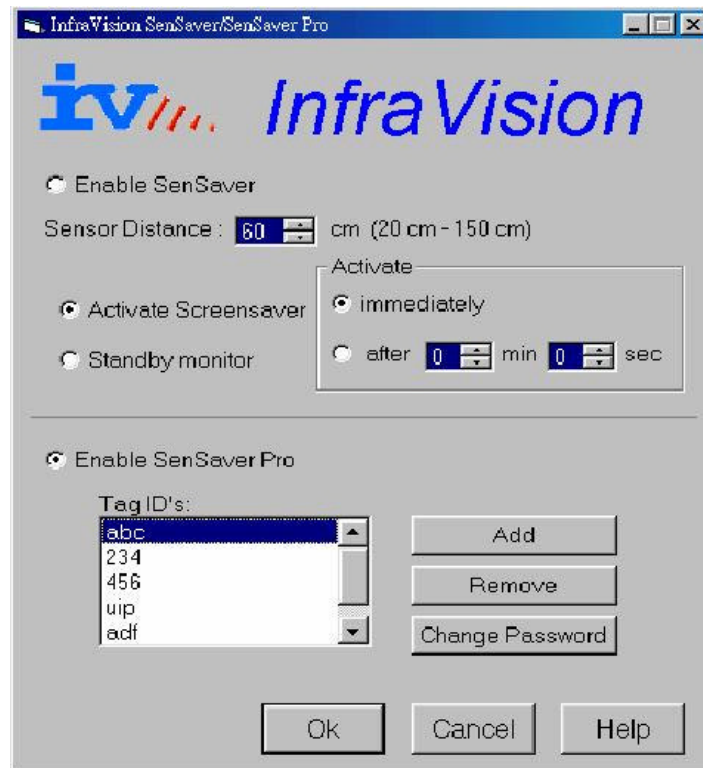 InfraVision SenSaver/SenSaver Pro
iv InfraVision
Enable SenSaver
Sensor Distance : 60 cm (20 cm - 150 cm)
Activate
Activate Screensaver
immediately
Standby monitor
after 0 min 0 sec
Enable SenSaver Pro
Tag ID's:
abc
234
456
uip
adf
Add
Remove
Change Password
Ok Cancel Help